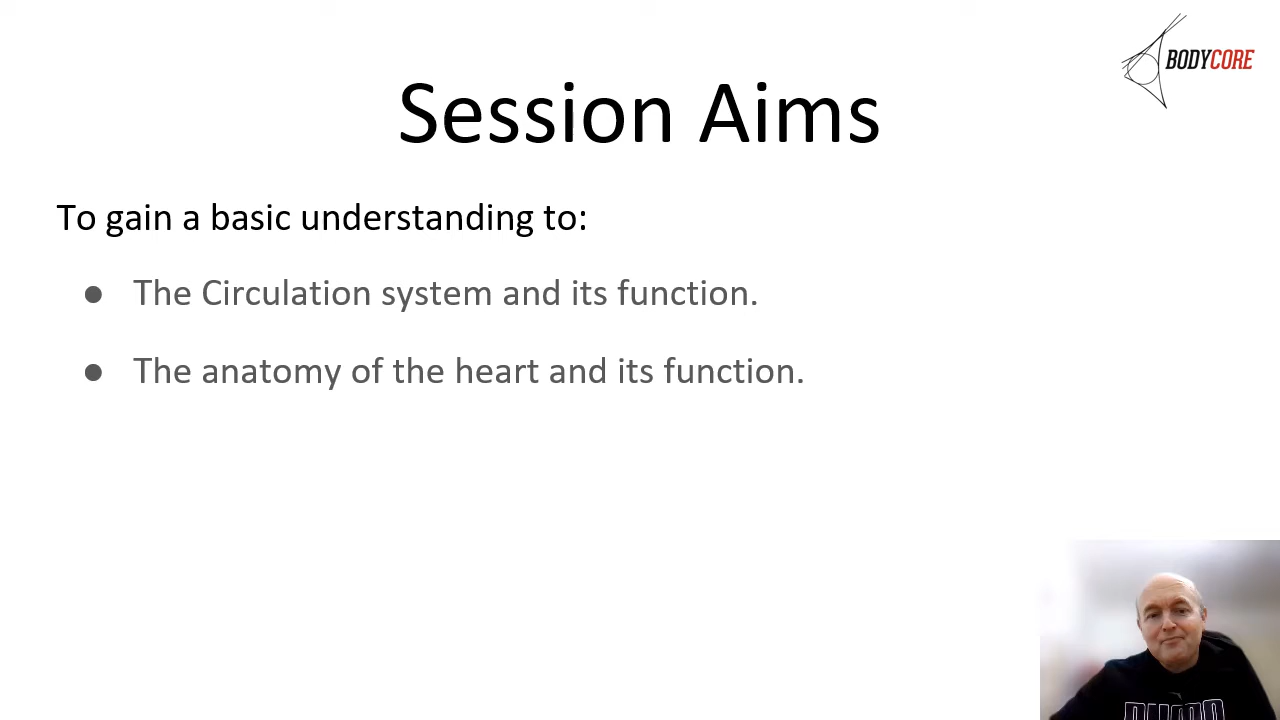 BODYCORE
Session Aims
To gain a basic understanding to:
● The Circulation system and its function.
● The anatomy of the heart and its function.